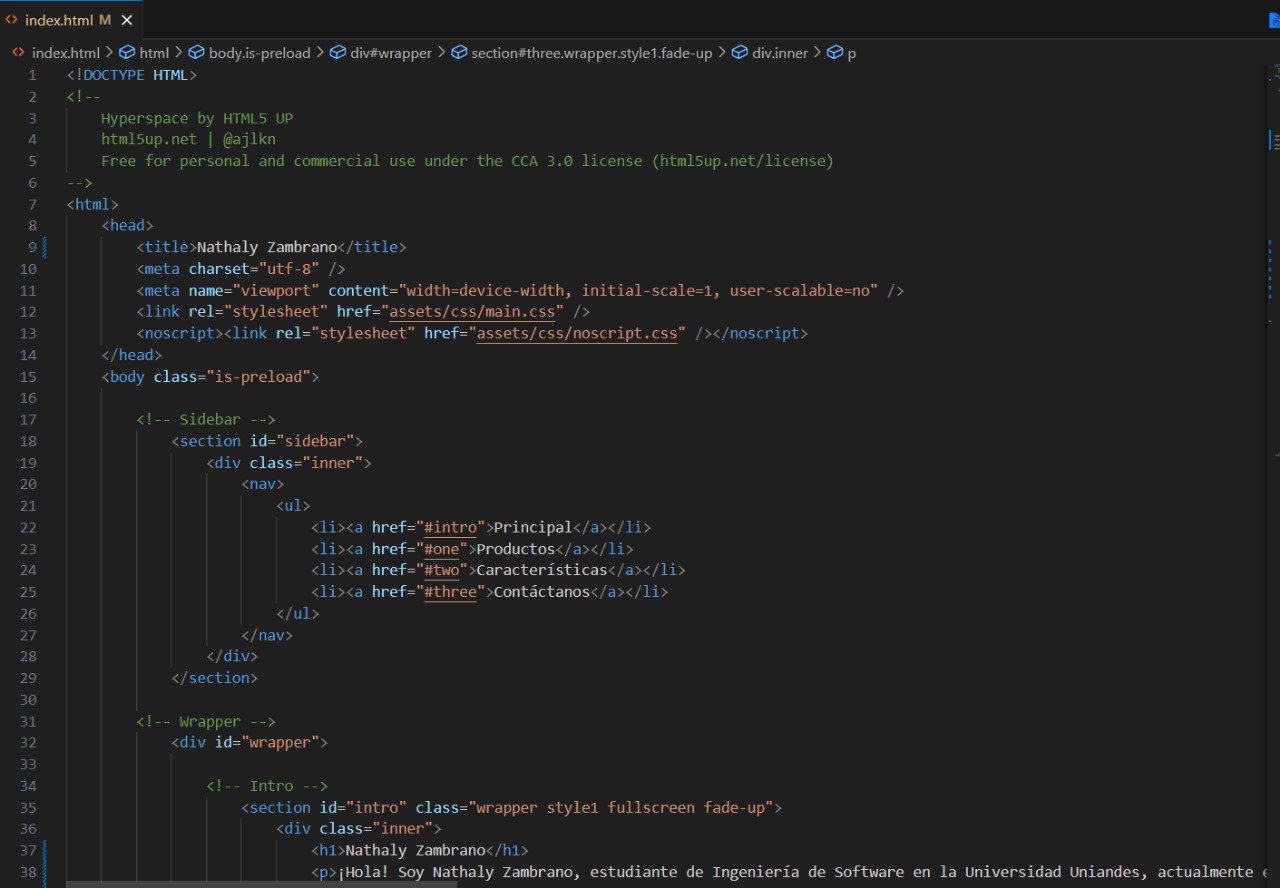 index.html M
index.html > html > body.is-preload > div#wrapper > section#three.wrapper.style1.fade-up > div.inner > p
1 <!DOCTYPE HTML>
2 <!--
3 Hyperspace by HTML5 UP
4 html5up.net | @ajlkn
5 Free for personal and commercial use under the CCA 3.0 license (html5up.net/license)
6 -->
7 <html>
8 <head>
9 <title>Nathaly Zambrano</title>
10 <meta charset="utf-8" />
11 <meta name="viewport" content="width=device-width, initial-scale=1, user-scalable=no" />
12 <link rel="stylesheet" href="assets/css/main.css" />
13 <noscript><link rel="stylesheet" href="assets/css/noscript.css" /></noscript>
14 </head>
15 <body class="is-preload">
16
17 <!-- Sidebar -->
18 <section id="sidebar">
19 <div class="inner">
20 <nav>
21 <ul>
22 <li><a href="#intro">Principal</a></li>
23 <li><a href="#one">Productos</a></li>
24 <li><a href="#two">Características</a></li>
25 <li><a href="#three">Contáctanos</a></li>
26 </ul>
27 </nav>
28 </div>
29 </section>
30
31 <!-- Wrapper -->
32 <div id="wrapper">
33
34 <!-- Intro -->
35 <section id="intro" class="wrapper style1 fullscreen fade-up">
36 <div class="inner">
37 <h1>Nathaly Zambrano</h1>
38 <p>¡Hola! Soy Nathaly Zambrano, estudiante de Ingeniería de Software en la Universidad Uniandes, actualmente